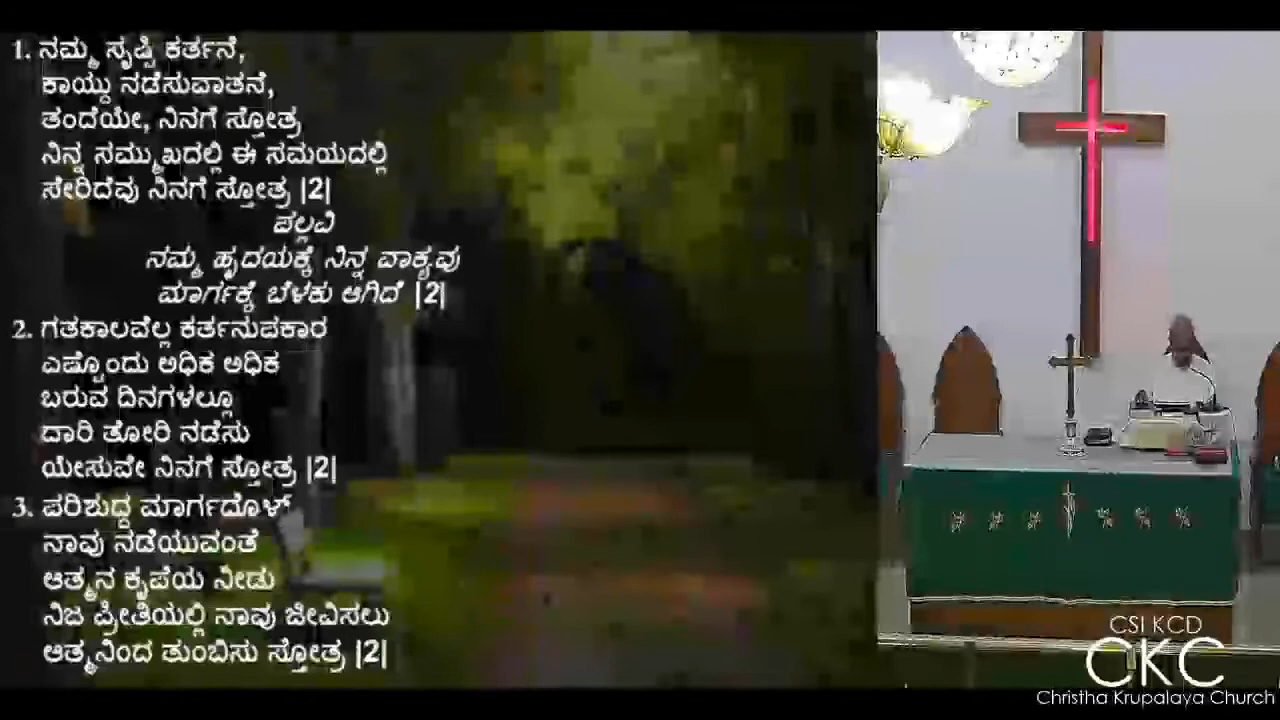 1. ನಮ್ಮ ಸೃಷ್ಟಿ ಕರ್ತನೆ,
ಕಾಯ್ದು ನಡೆಸುವಾತನೆ,
ತಂದೆಯೇ, ನಿನಗೆ ಸ್ತೋತ್ರ
ನಿನ್ನ ಸಮ್ಮುಖದಲ್ಲಿ ಈ ಸಮಯದಲ್ಲಿ
ಸೇರಿದೆವು ನಿನಗೆ ಸ್ತೋತ್ರ |2|
ಪಲ್ಲವಿ
ನಮ್ಮ ಹೃದಯಕ್ಕೆ ನಿನ್ನ ವಾಕ್ಯವು
ಮಾರ್ಗಕ್ಕೆ ಬೆಳಕು ಆಗಿದೆ |2|
2. ಗತಕಾಲವೆಲ್ಲ ಕರ್ತನುಪಕಾರ
ಎಷ್ಟೊಂದು ಅಧಿಕ ಅಧಿಕ
ಬರುವ ದಿನಗಳಲ್ಲೂ
ದಾರಿ ತೋರಿ ನಡೆಸು
ಯೇಸುವೇ ನಿನಗೆ ಸ್ತೋತ್ರ |2|
3. ಪರಿಶುದ್ಧ ಮಾರ್ಗದೊಳ್
ನಾವು ನಡೆಯುವಂತೆ
ಆತ್ಮನ ಕೃಪೆಯ ನೀಡು
ನಿಜ ಪ್ರೀತಿಯಲ್ಲಿ ನಾವು ಜೀವಿಸಲು
ಆತ್ಮನಿಂದ ತುಂಬಿಸು ಸ್ತೋತ್ರ |2|
CSI KCD
CKC
Christha Krupalaya Church